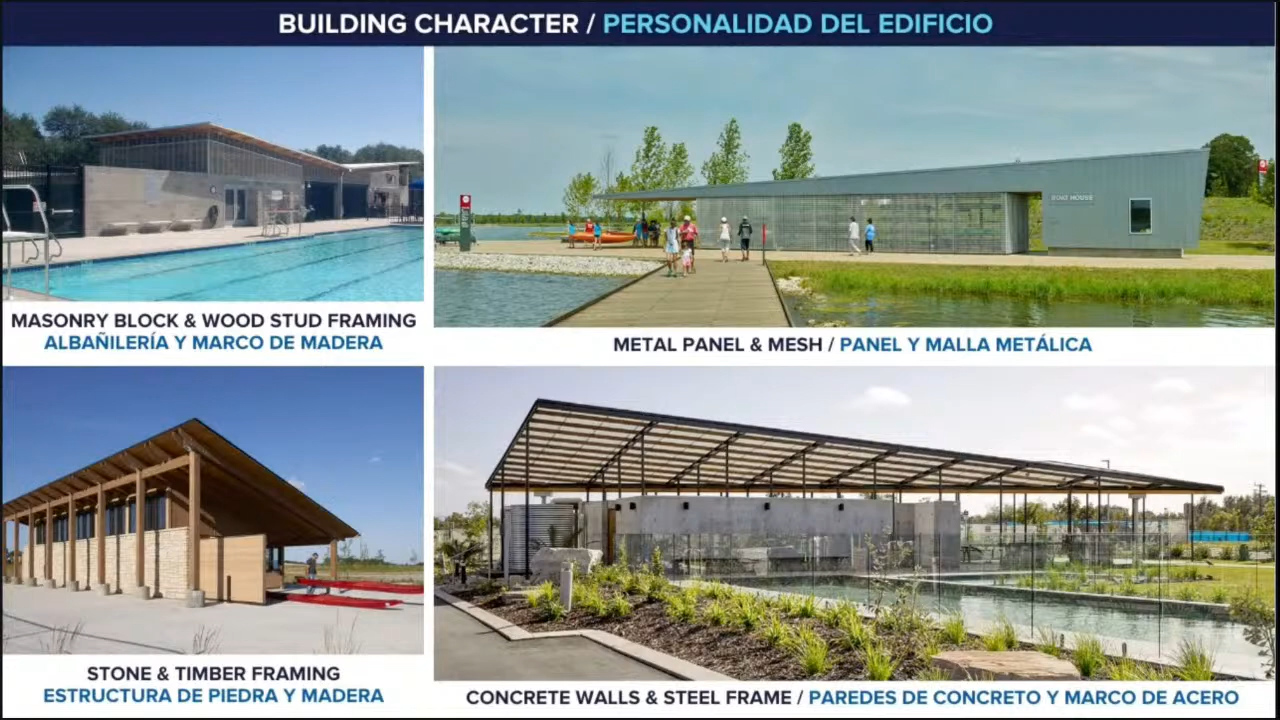 BUILDING CHARACTER / PERSONALIDAD DEL EDIFICIO
BOAT HOUSE
MASONRY BLOCK & WOOD STUD FRAMING
ALBAÑILERÍA Y MARCO DE MADERA
METAL PANEL & MESH / PANEL Y MALLA METÁLICA
STONE & TIMBER FRAMING
ESTRUCTURA DE PIEDRA Y MADERA
CONCRETE WALLS & STEEL FRAME / PAREDES DE CONCRETO Y MARCO DE ACERO